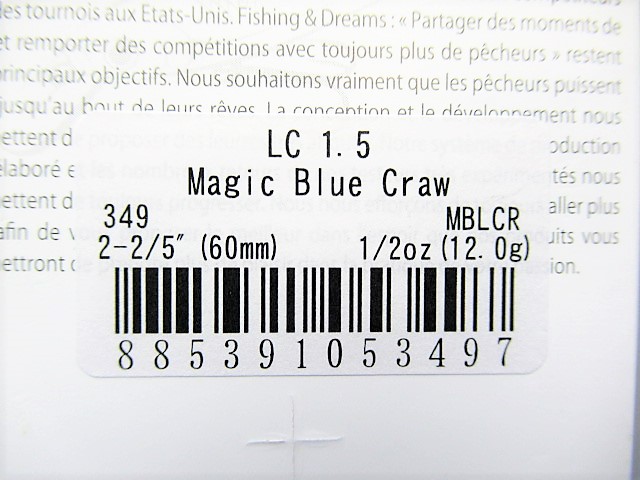 des tournois aux Etats-Unis. Fishing & Dreams : « Partager des moments de
et remporter des compétitions avec toujours plus de pêcheurs » restent
principaux objectifs. Nous souhaitons vraiment que les pêcheurs puissent
jusqu'au bout de leurs rêves. La conception et le développement nous
LC 1.5
Magic Blue Craw
349 MBLCR
2-2/5" (60mm) 1/2oz (12.0g)
885391053497